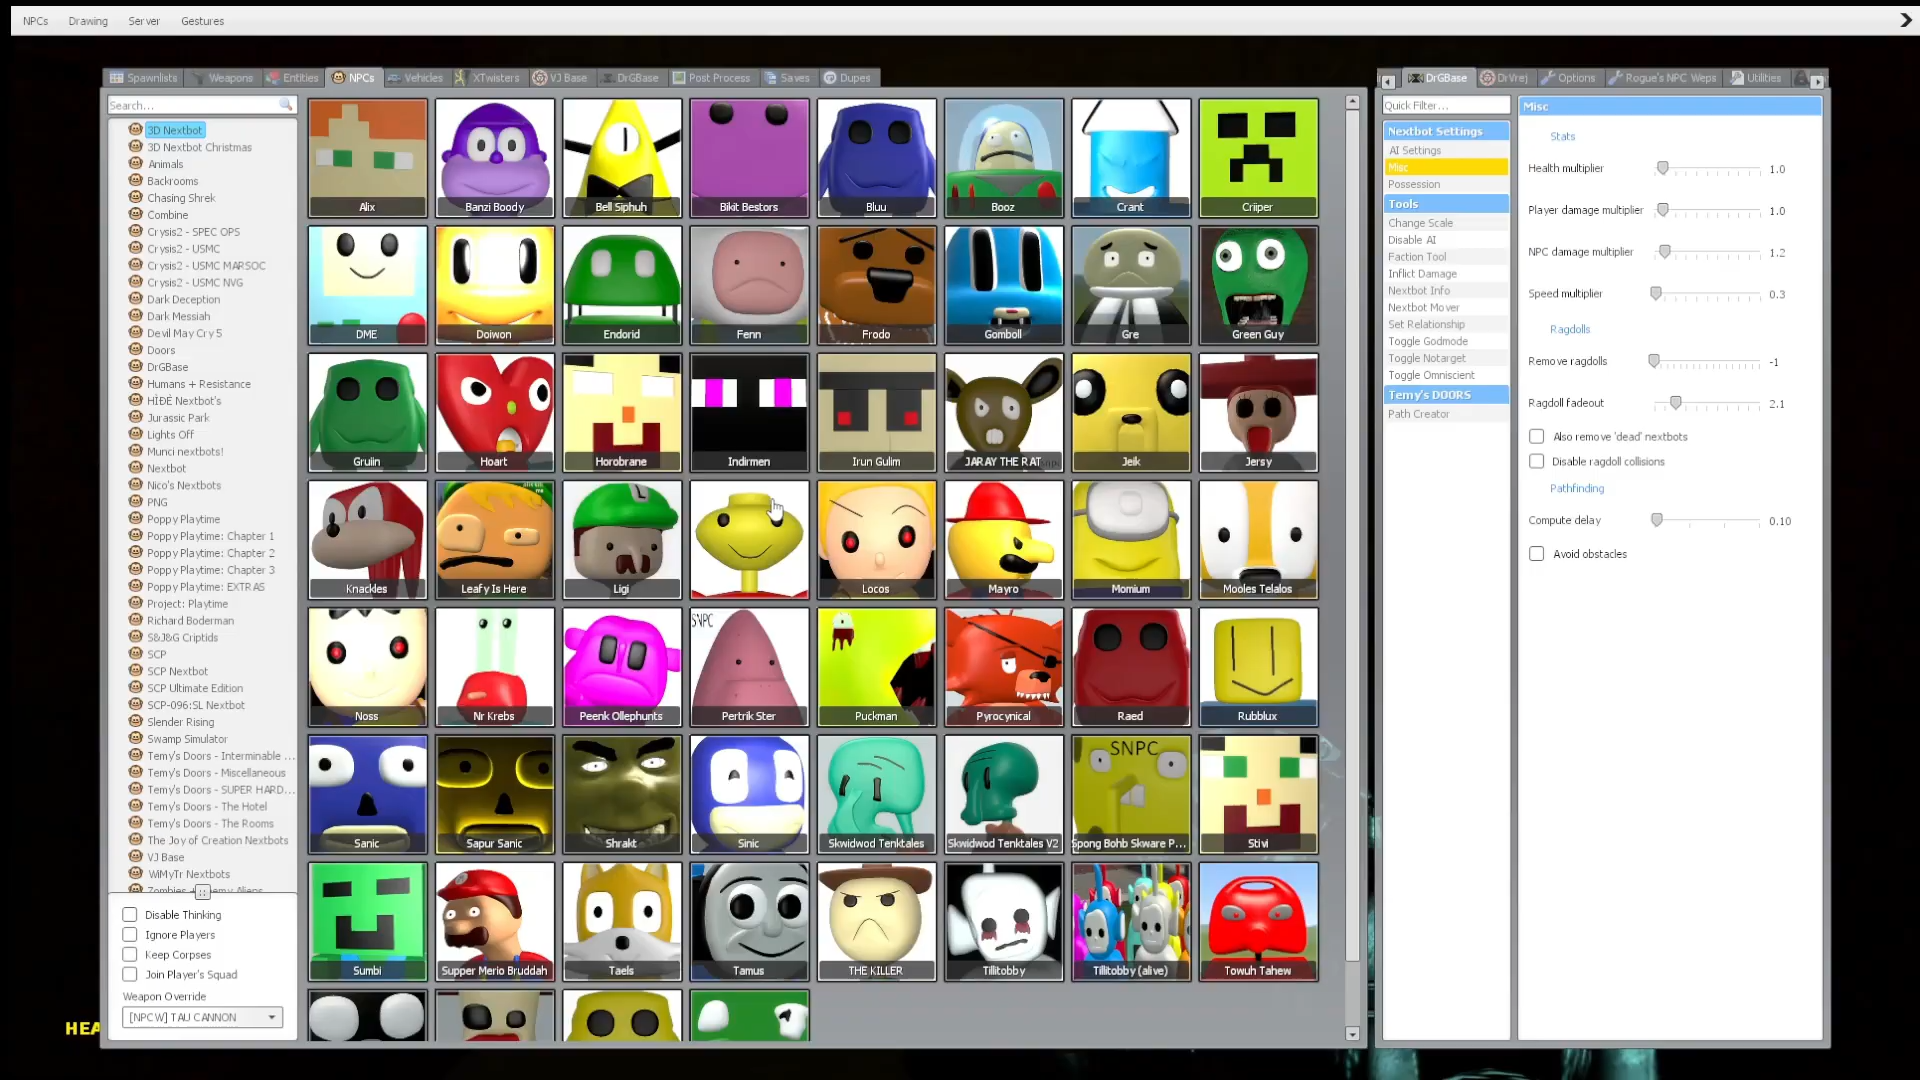 NPCs Drawing Server Gestures
Spawnlists Weapons Entities NPCs Vehicles XTwisters VJ Base DrGBase Post Process Saves Dupes
Search...
3D Nextbot
3D Nextbot Christmas
Animals
Backrooms
Chasing Shrek
Combine
Crysis2 - SPEC OPS
Crysis2 - USMC
Crysis2 - USMC MARSOC
Crysis2 - USMC NVG
Dark Deception
Dark Messiah
Devil May Cry 5
Doors
DrGBase
Humans + Resistance
HÎDÊ Nextbot's
Jurassic Park
Lights Off
Munci nextbots!
Nextbot
Nico's Nextbots
PNG
Poppy Playtime
Poppy Playtime: Chapter 1
Poppy Playtime: Chapter 2
Poppy Playtime: Chapter 3
Poppy Playtime: EXTRAS
Project: Playtime
Richard Boderman
S&J&G Criptids
SCP
SCP Nextbot
SCP Ultimate Edition
SCP-096:SL Nextbot
Slender Rising
Swamp Simulator
Temy's Doors - Interminable ...
Temy's Doors - Miscellaneous
Temy's Doors - SUPER HARD...
Temy's Doors - The Hotel
Temy's Doors - The Rooms
The Joy of Creation Nextbots
VJ Base
WiMyTr Nextbots
Disable Thinking
Ignore Players
Keep Corpses
Join Player's Squad
Weapon Override
[NPCW] TAU CANNON
HEA
Alix Banzi Boody Bell Siphuh Bikit Bestors Bluu Booz Crant Criiper
DME Doiwon Endorid Fenn Frodo Gomboll Gre Green Guy
Gruiin Hoart Horobrane Indirmen Irun Gulim JARAY THE RAT Jeik Jersy
Knackles Leafy Is Here Ligi Locos Mayro Momium Mooles Telalos
SNPC
Noss Nr Krebs Peenk Ollephunts Pertrik Ster Puckman Pyrocynical Raed Rubblux
SNPC
Sanic Sapur Sanic Shrakt Sinic Skwidwod Tenktales Skwidwod Tenktales V2 Spong Bohb Skware P... Stivi
Sumbi Supper Merio Bruddah Taels Tamus THE KILLER Tillitobby Tillitobby (alive) Towuh Tahew
DrGBase DrVrej Options Rogue's NPC Weps Utilities
Quick Filter...
Nextbot Settings
AI Settings
Misc
Possession
Tools
Change Scale
Disable AI
Faction Tool
Inflict Damage
Nextbot Info
Nextbot Mover
Set Relationship
Toggle Godmode
Toggle Notarget
Toggle Omniscient
Temy's DOORS
Path Creator
Misc
Stats
Health multiplier 1.0
Player damage multiplier 1.0
NPC damage multiplier 1.2
Speed multiplier 0.3
Ragdolls
Remove ragdolls -1
Ragdoll fadeout 2.1
Also remove 'dead' nextbots
Disable ragdoll collisions
Pathfinding
Compute delay 0.10
Avoid obstacles